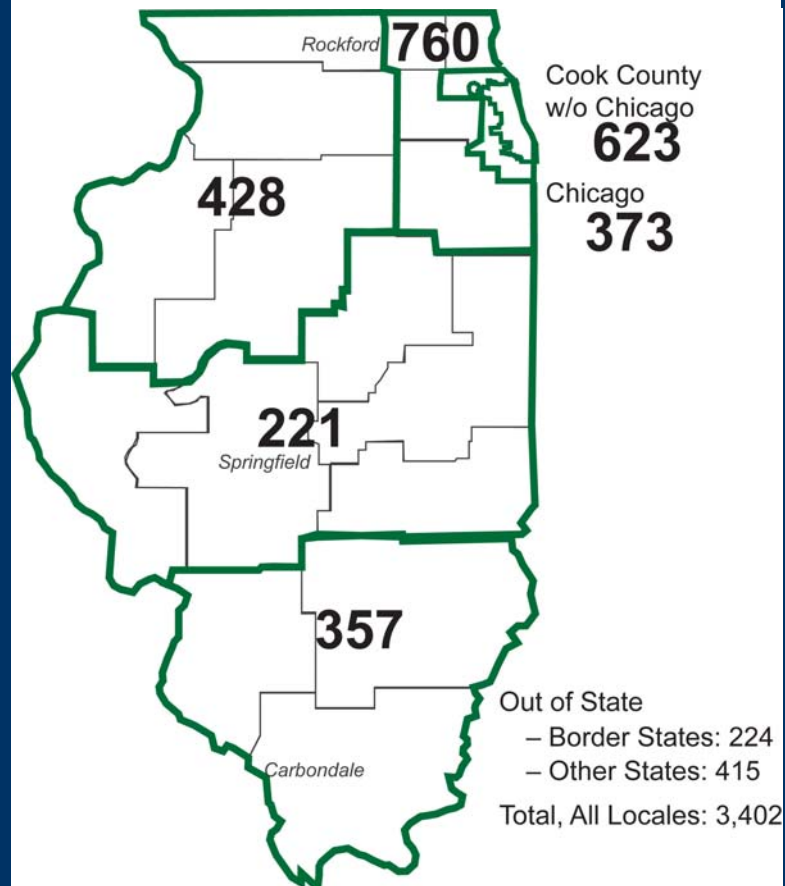 Rockford
760
Cook County
w/o Chicago
623
Chicago
373
428
221
Springfield
357
Carbondale
Out of State
– Border States: 224
– Other States: 415
Total, All Locales: 3,402